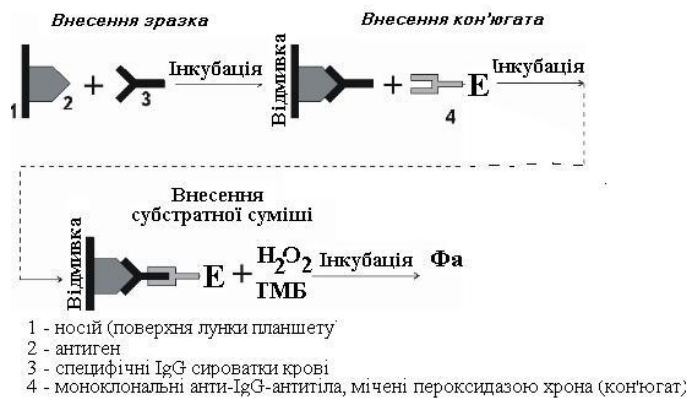 Внесення зразка
Внесення кон'югата
1
2
+
3
Інкубація
Відмивка
+
4
Е
Інкубація
Внесення
субстратної суміші
Відмивка
Е + H₂O₂
ТМБ
Інкубація
Фа
1 - носій (поверхня лунки планшету
2 - антиген
3 - специфічні IgG сироватки крові
4 - моноклональні анти-IgG-антитіла, мічені пероксидазою хрона (кон'югат)